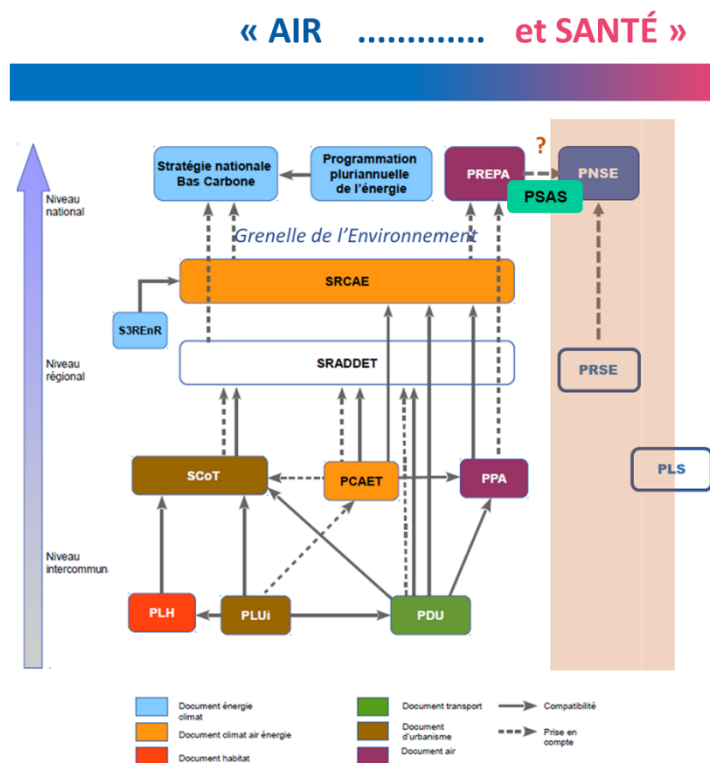 « AIR ............. et SANTÉ »
Niveau
national
Stratégie nationale
Bas Carbone
Programmation
pluriannuelle
de l'énergie
PREPA
?
PNSE
PSAS
Grenelle de l'Environnement
SRCAE
S3REnR
Niveau
régional
SRADDET
PRSE
SCoT
PCAET
PPA
PLS
Niveau
intercommun
PLH
PLUi
PDU
Document énergie
climat
Document climat air énergie
Document habitat
Document transport
Document
d'urbanisme
Document air
Compatibilité
Prise en
compte